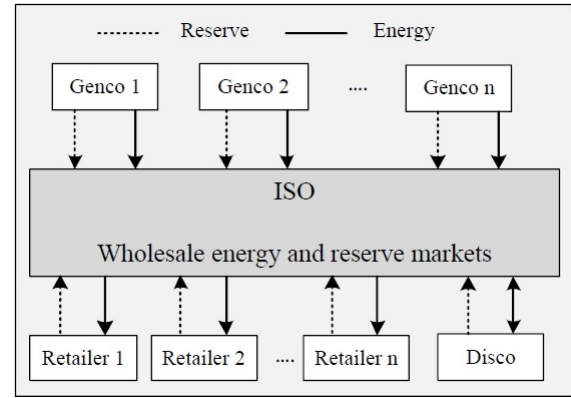 Reserve Energy
Genco 1 Genco 2 .... Genco n
ISO
Wholesale energy and reserve markets
Retailer 1 Retailer 2 .... Retailer n Disco